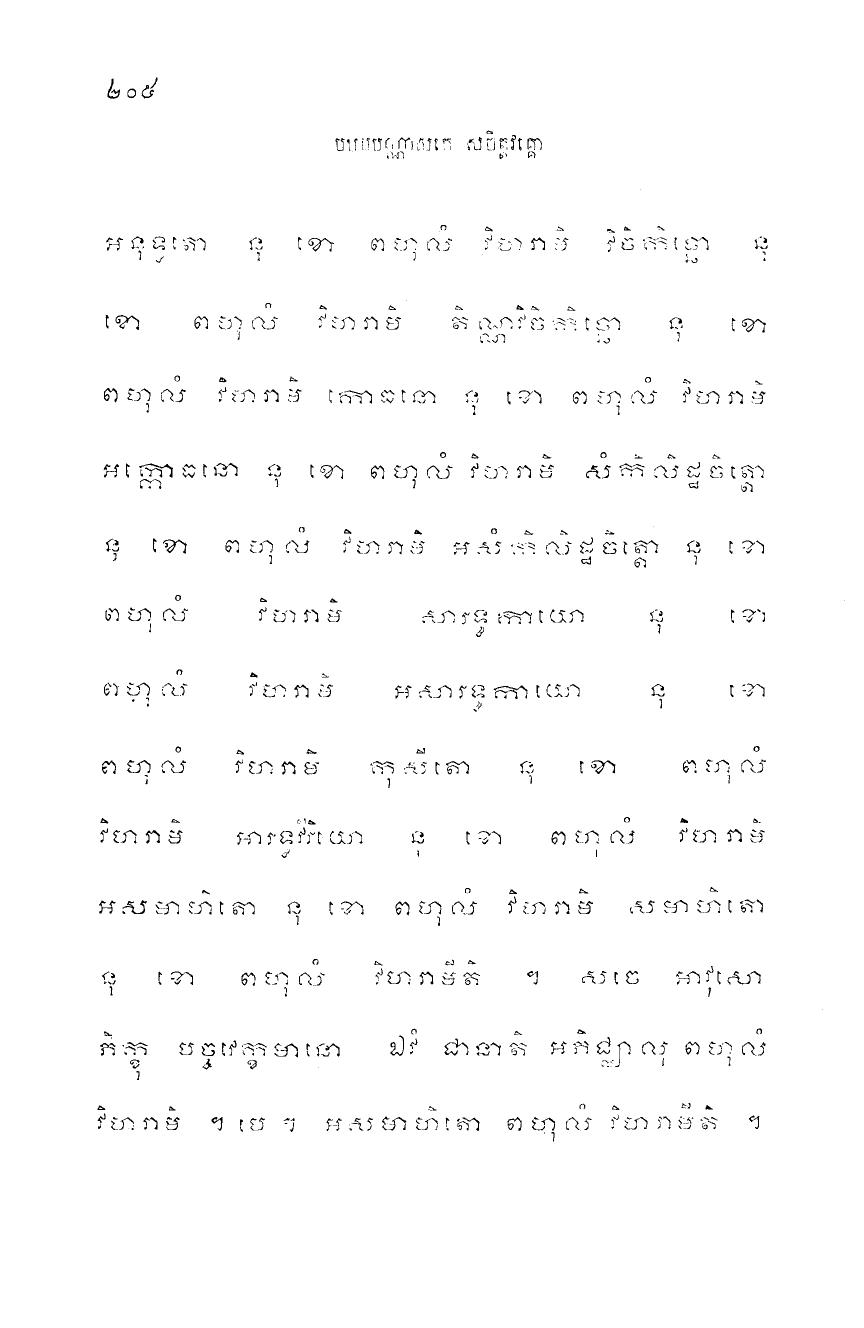 ២០៥
បឋមបណ្ណាសកេ សចិត្តវគ្គោ
អនុទ្ធតោ នុ ខោ ពហុលំ វិហរាមិ វិចិកិច្ឆោ នុ
ខោ ពហុលំ វិហរាមិ តិណ្ណវិចិកិច្ឆោ នុ ខោ
ពហុលំ វិហរាមិ កោធនោ នុ ខោ ពហុលំ វិហរាមិ
អក្កោធនោ នុ ខោ ពហុលំ វិហរាមិ សំកិលិដ្ឋចិត្តោ
នុ ខោ ពហុលំ វិហរាមិ អសំកិលិដ្ឋចិត្តោ នុ ខោ
ពហុលំ វិហរាមិ សារទ្ធកាយោ នុ ខោ
ពហុលំ វិហរាមិ អសារទ្ធកាយោ នុ ខោ
ពហុលំ វិហរាមិ កុសីតោ នុ ខោ ពហុលំ
វិហរាមិ អារទ្ធវីរិយោ នុ ខោ ពហុលំ វិហរាមិ
អសមាហិតោ នុ ខោ ពហុលំ វិហរាមិ សមាហិតោ
នុ ខោ ពហុលំ វិហរាមីតិ ។ សចេ អាវុសោ
ភិក្ខុ បច្ចវេក្ខមានោ ឯវំ ជានាតិ អភិជ្ឈាលុ ពហុលំ
វិហរាមិ ។ បេ ។ អសមាហិតោ ពហុលំ វិហរាមីតិ ។